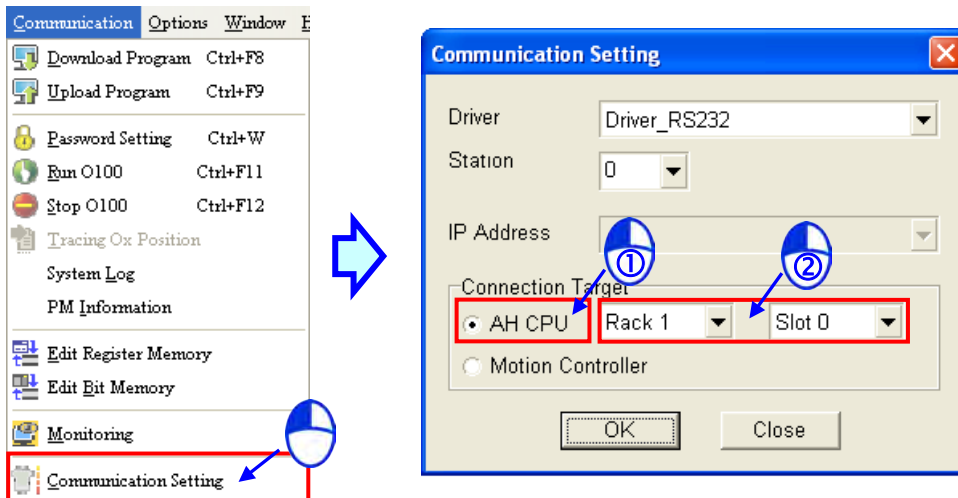 Communication Options Window
Download Program Ctrl+F8
Upload Program Ctrl+F9
Password Setting Ctrl+W
Run O100 Ctrl+F11
Stop O100 Ctrl+F12
Tracing Ox Position
System Log
PM Information
Edit Register Memory
Edit Bit Memory
Monitoring
Communication Setting
Communication Setting
Driver Driver_RS232
Station 0
IP Address
① ②
Connection Target
AH CPU Rack 1 Slot 0
Motion Controller
OK Close